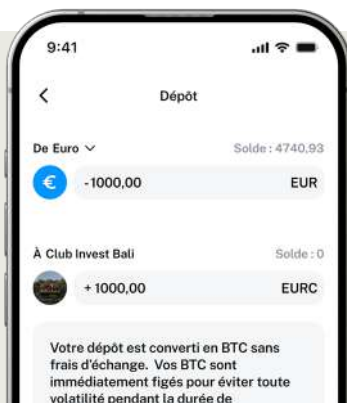 9:41
Dépôt
De Euro
Solde : 4740,93
€
-1000,00
EUR
À Club Invest Bali
Solde : 0
+ 1000,00
EURC
Votre dépôt est converti en BTC sans
frais d'échange. Vos BTC sont
immédiatement figés pour éviter toute
volatilité pendant la durée de